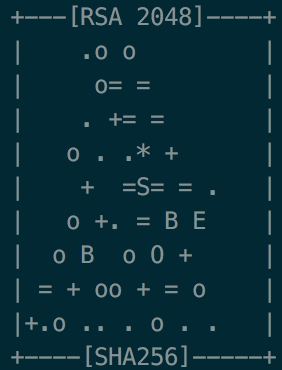 +---[RSA 2048]----+
|    .o o         |
|     o= =        |
|    . +=  =      |
|   o . .* +      |
|    +  =S= = .   |
|   o +. = B E    |
|  o B  o O +     |
| = + oo + = o    |
|+.o .. . o . .   |
+----[SHA256]-----+